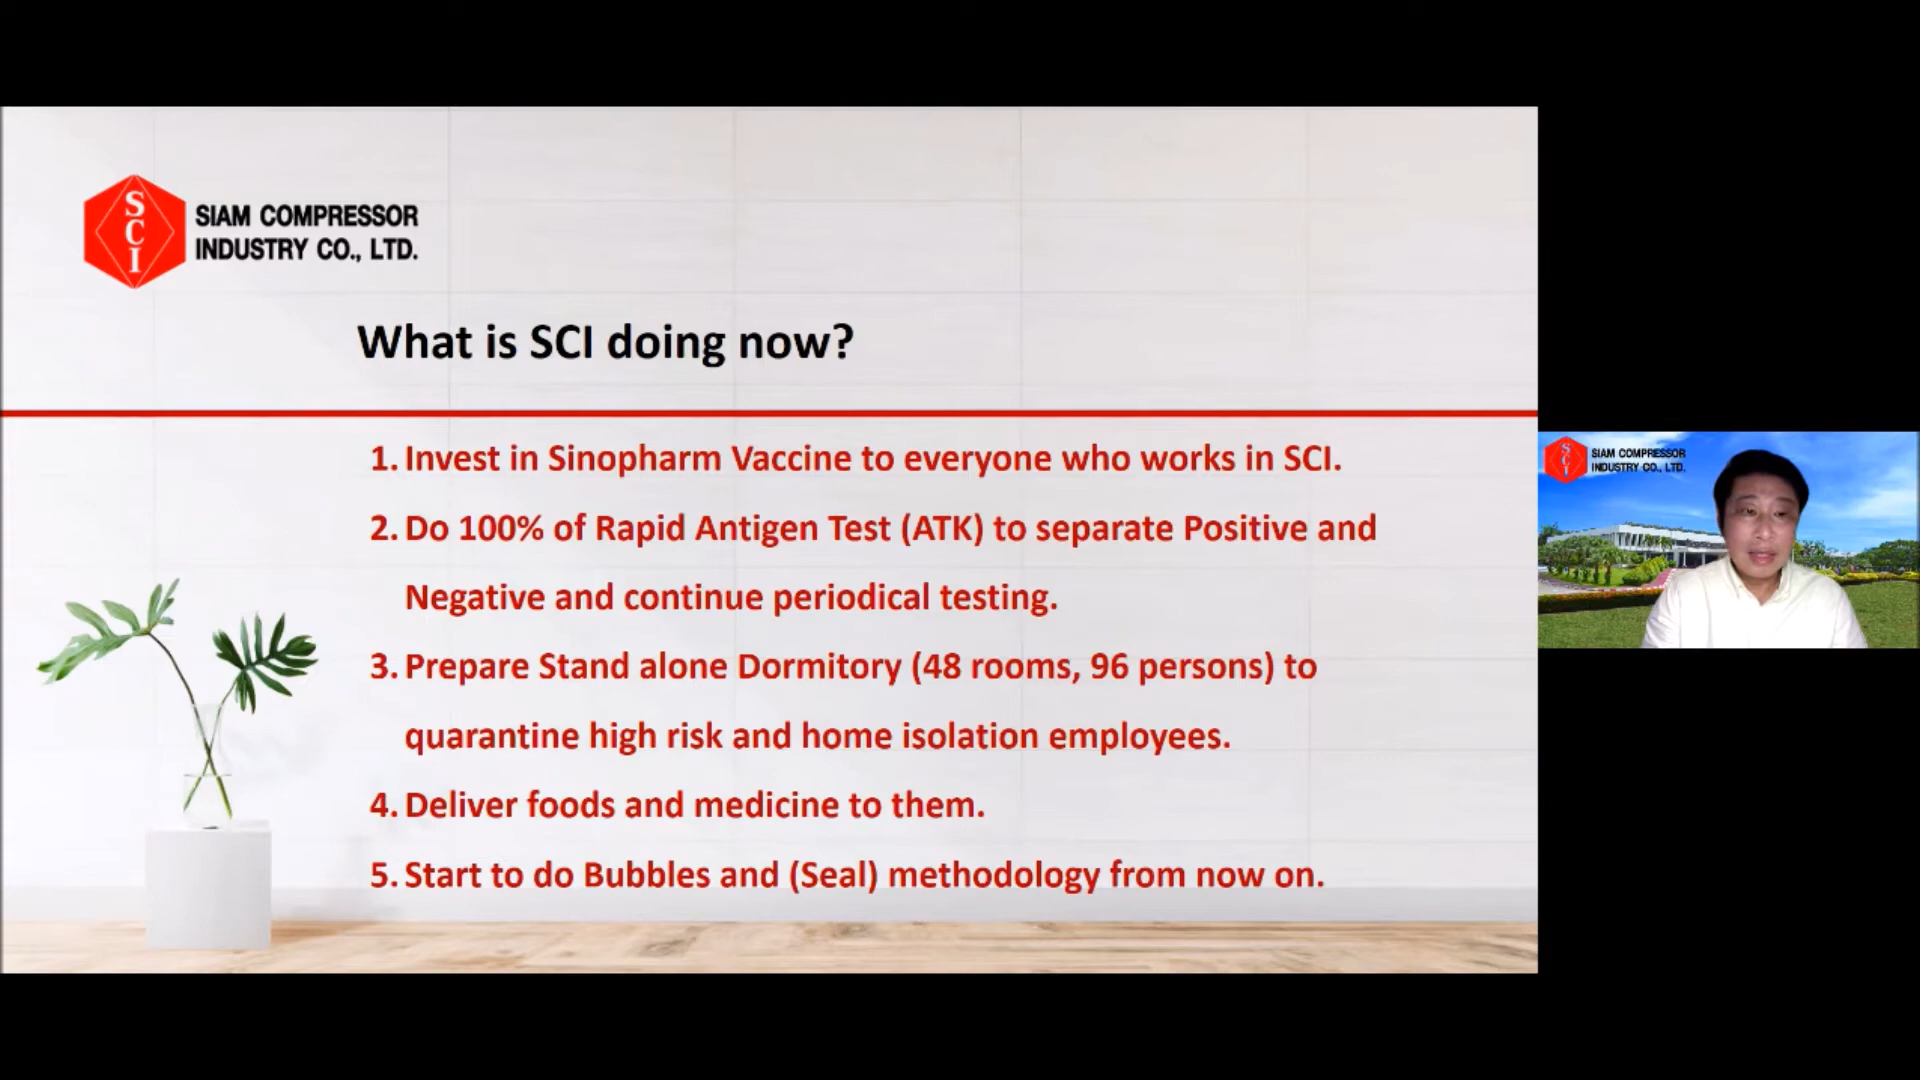 S
C
I
SIAM COMPRESSOR
INDUSTRY CO., LTD.
What is SCI doing now?
1. Invest in Sinopharm Vaccine to everyone who works in SCI.
2. Do 100% of Rapid Antigen Test (ATK) to separate Positive and
Negative and continue periodical testing.
3. Prepare Stand alone Dormitory (48 rooms, 96 persons) to
quarantine high risk and home isolation employees.
4. Deliver foods and medicine to them.
5. Start to do Bubbles and (Seal) methodology from now on.
S
C
I
SIAM COMPRESSOR
INDUSTRY CO., LTD.